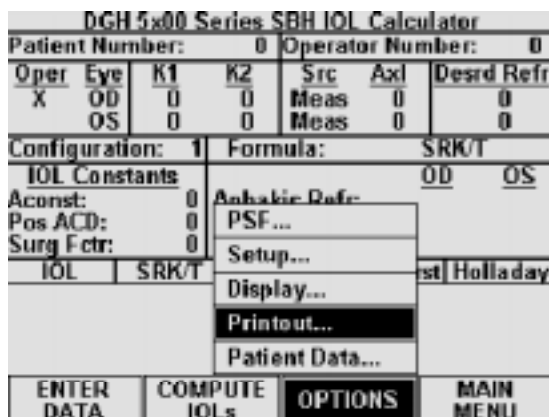 DGH 5x00 Series SBH IOL Calculator
Patient Number: 0 Operator Number: 0
Oper Eye K1 K2 Src Axl Desrd Refr
X OD 0 0 Meas 0 0
OS 0 0 Meas 0 0
Configuration: 1 Formula: SRK/T
IOL Constants OD OS
Aconst: 0 Aphakic Refr:
Pos ACD: 0 PSF...
Surg Fctr: 0 Setup...
IOL SRK/T rst Holladay
Display...
Printout...
Patient Data...
ENTER DATA COMPUTE IOLs OPTIONS MAIN MENU